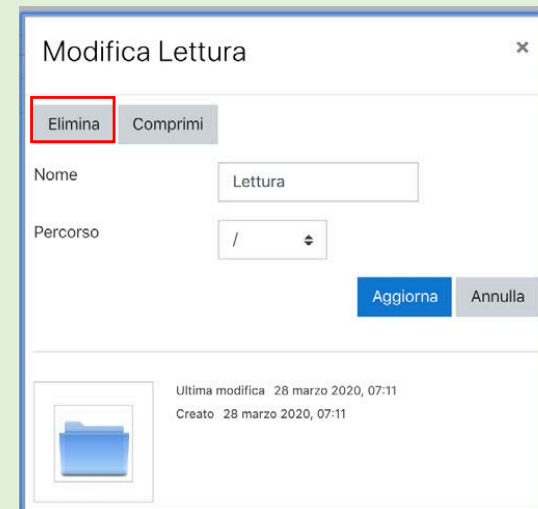 Modifica Lettura ×
Elimina Comprimi
Nome Lettura
Percorso /
Aggiorna Annulla
Ultima modifica 28 marzo 2020, 07:11
Creato 28 marzo 2020, 07:11